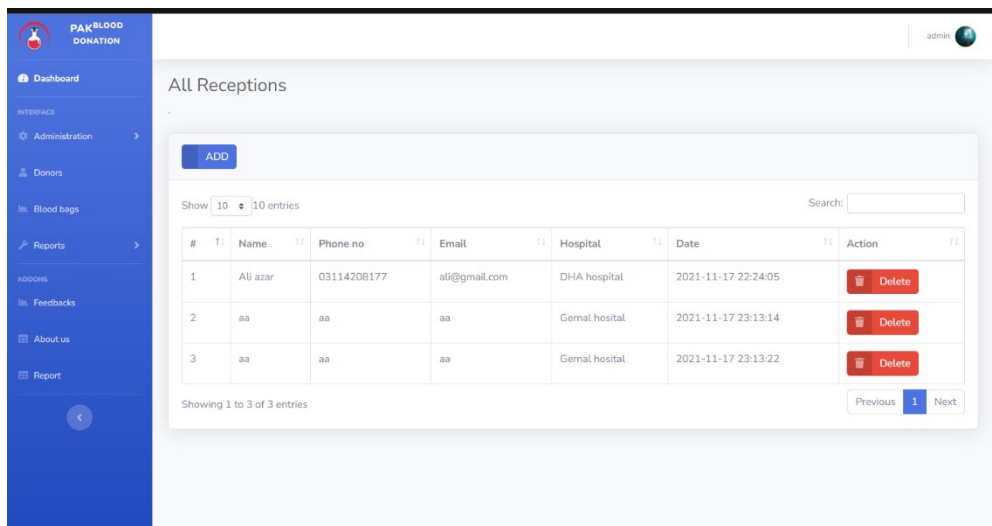 PAKBLOOD
DONATION
admin
Dashboard
INTERFACE
Administration
Donors
Blood bags
Reports
ADDONS
Feedbacks
About us
Report
All Receptions
.
ADD
Show 10 10 entries
Search:
# Name Phone no Email Hospital Date Action
1 Ali azar 03114208177 ali@gmail.com DHA hospital 2021-11-17 22:24:05 Delete
2 aa aa aa Gernal hosital 2021-11-17 23:13:14 Delete
3 aa aa aa Gernal hosital 2021-11-17 23:13:22 Delete
Showing 1 to 3 of 3 entries
Previous 1 Next